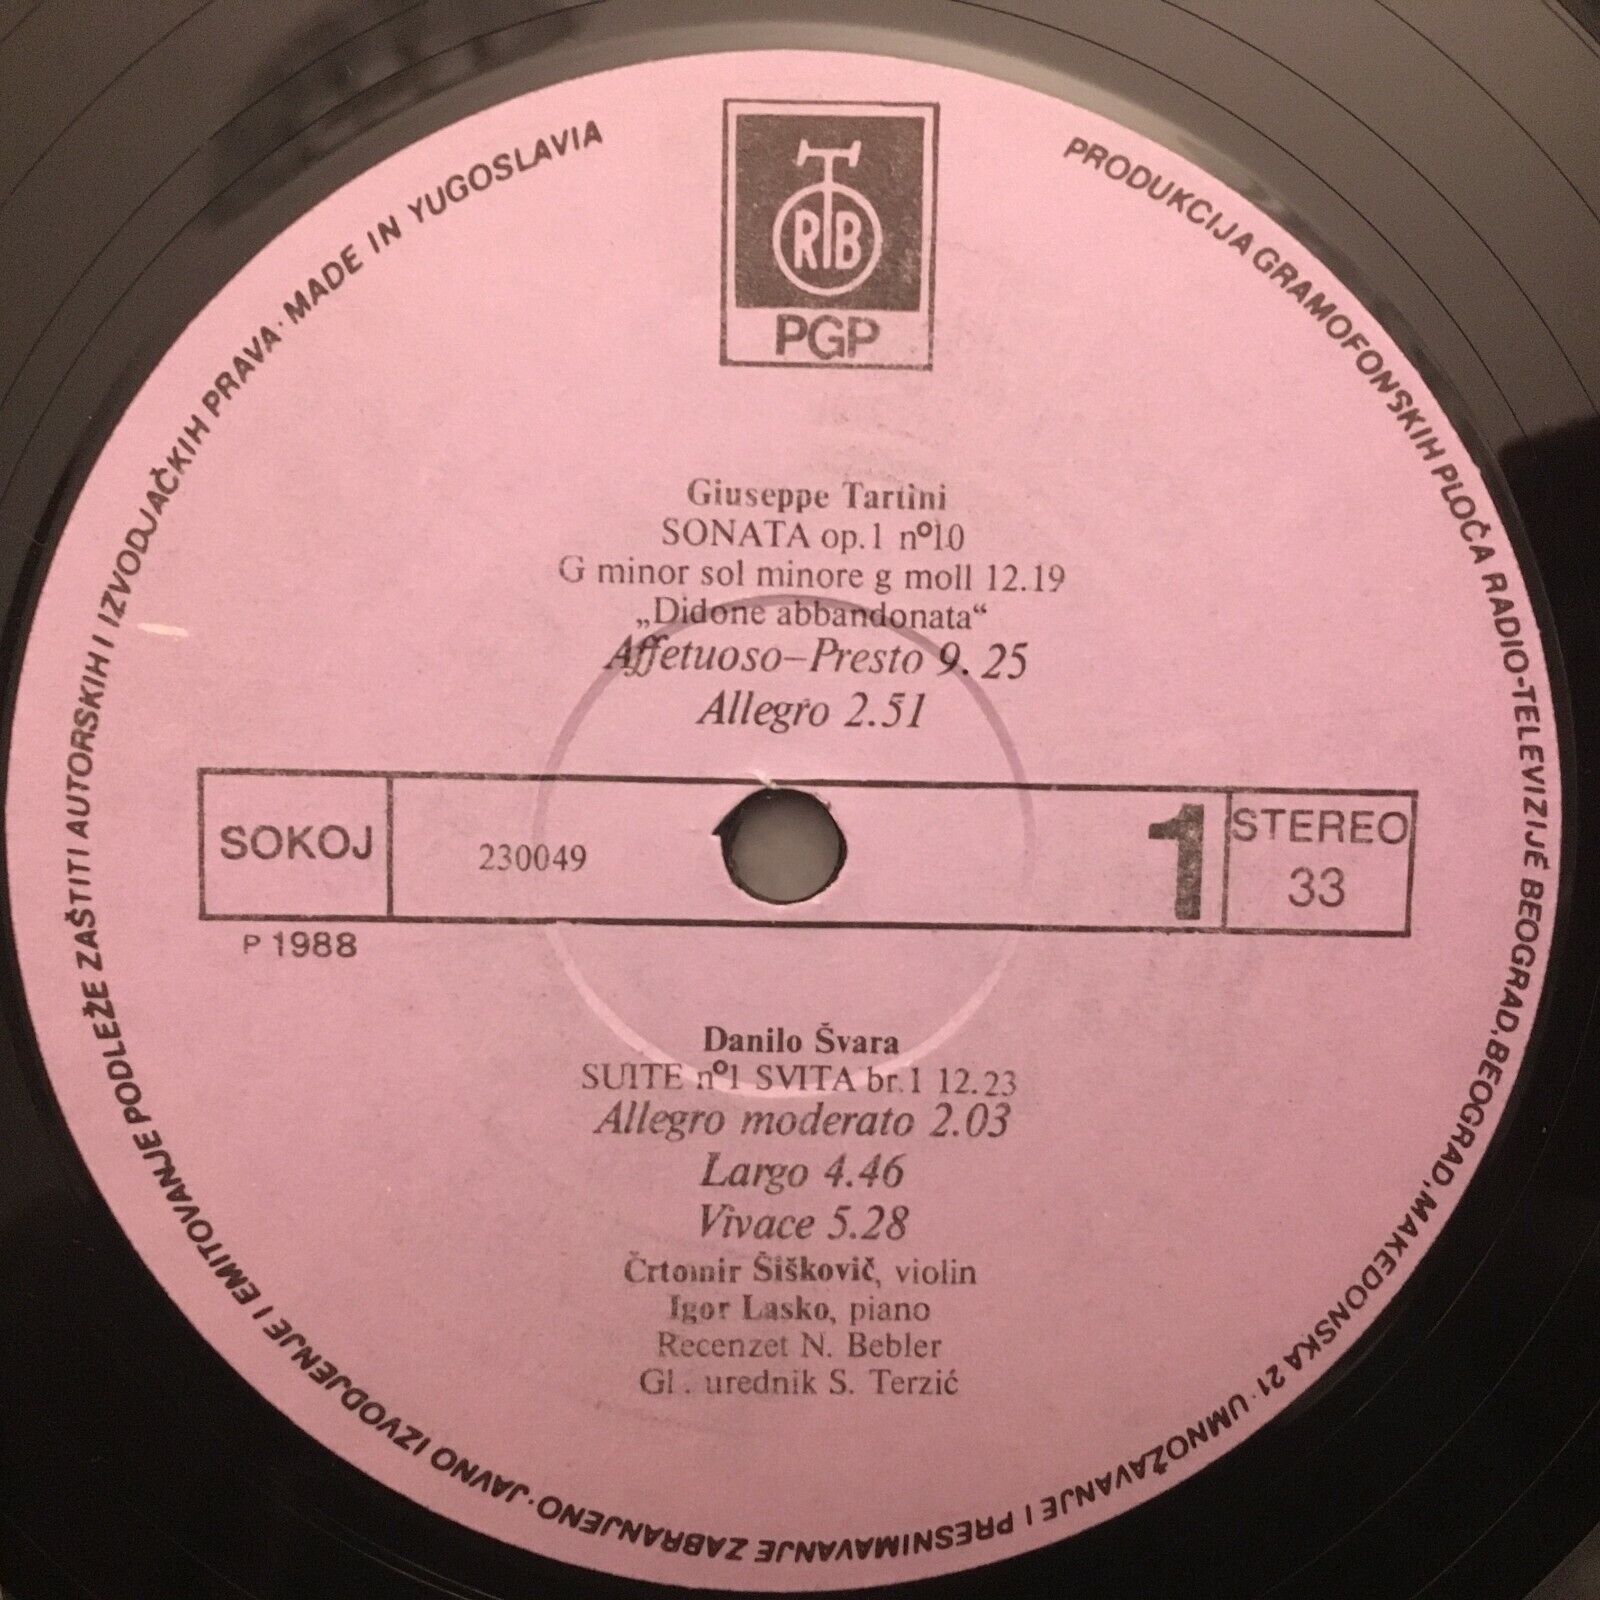 PRODUKCIJA GRAMOFONSKIH PLOČA RADIO-TELEVIZIJE BEOGRAD, BEOGRAD, MAKEDONSKA 21 · UMNOŽAVANJE I PRESNIMAVANJE ZABRANJENO · JAVNO IZVODJENJE I EMITOVANJE PODLEŽE ZAŠTITI AUTORSKIH I IZVODJAČKIH PRAVA · MADE IN YUGOSLAVIA
RTB
PGP
Giuseppe Tartini
SONATA op.1 nº10
G minor sol minore g moll 12.19
„Didone abbandonata“
Affetuoso–Presto 9. 25
Allegro 2.51
SOKOJ
230049
1
STEREO
33
P 1988
Danilo Švara
SUITE nº1 SVITA br.1 12.23
Allegro moderato 2.03
Largo 4.46
Vivace 5.28
Črtomir Šiškovič, violin
Igor Lasko, piano
Recenzet N. Bebler
Gl. urednik S. Terzić